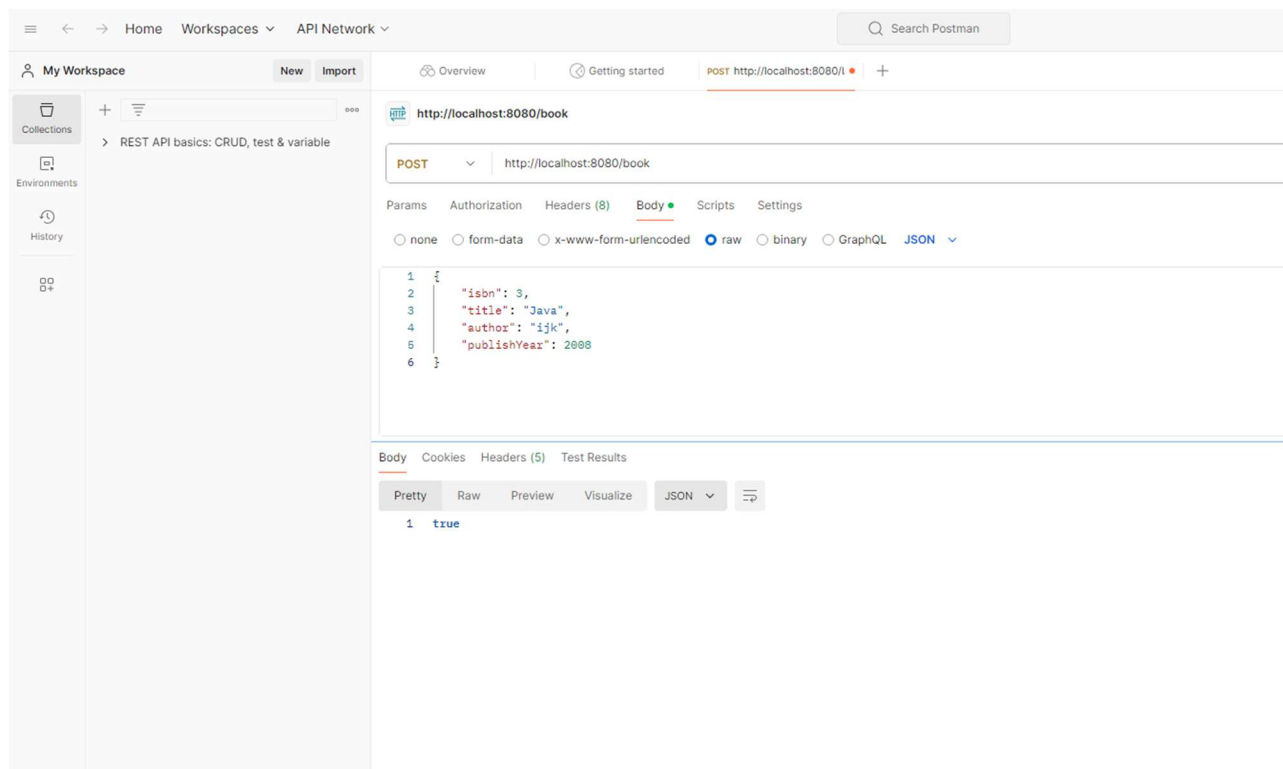 Home Workspaces API Network Search Postman
My Workspace New Import Overview Getting started POST http://localhost:8080/l +
Collections
REST API basics: CRUD, test & variable
Environments
History
HTTP http://localhost:8080/book
POST http://localhost:8080/book
Params Authorization Headers (8) Body Scripts Settings
none form-data x-www-form-urlencoded raw binary GraphQL JSON
1 {
2 "isbn": 3,
3 "title": "Java",
4 "author": "ijk",
5 "publishYear": 2008
6 }
Body Cookies Headers (5) Test Results
Pretty Raw Preview Visualize JSON
1 true